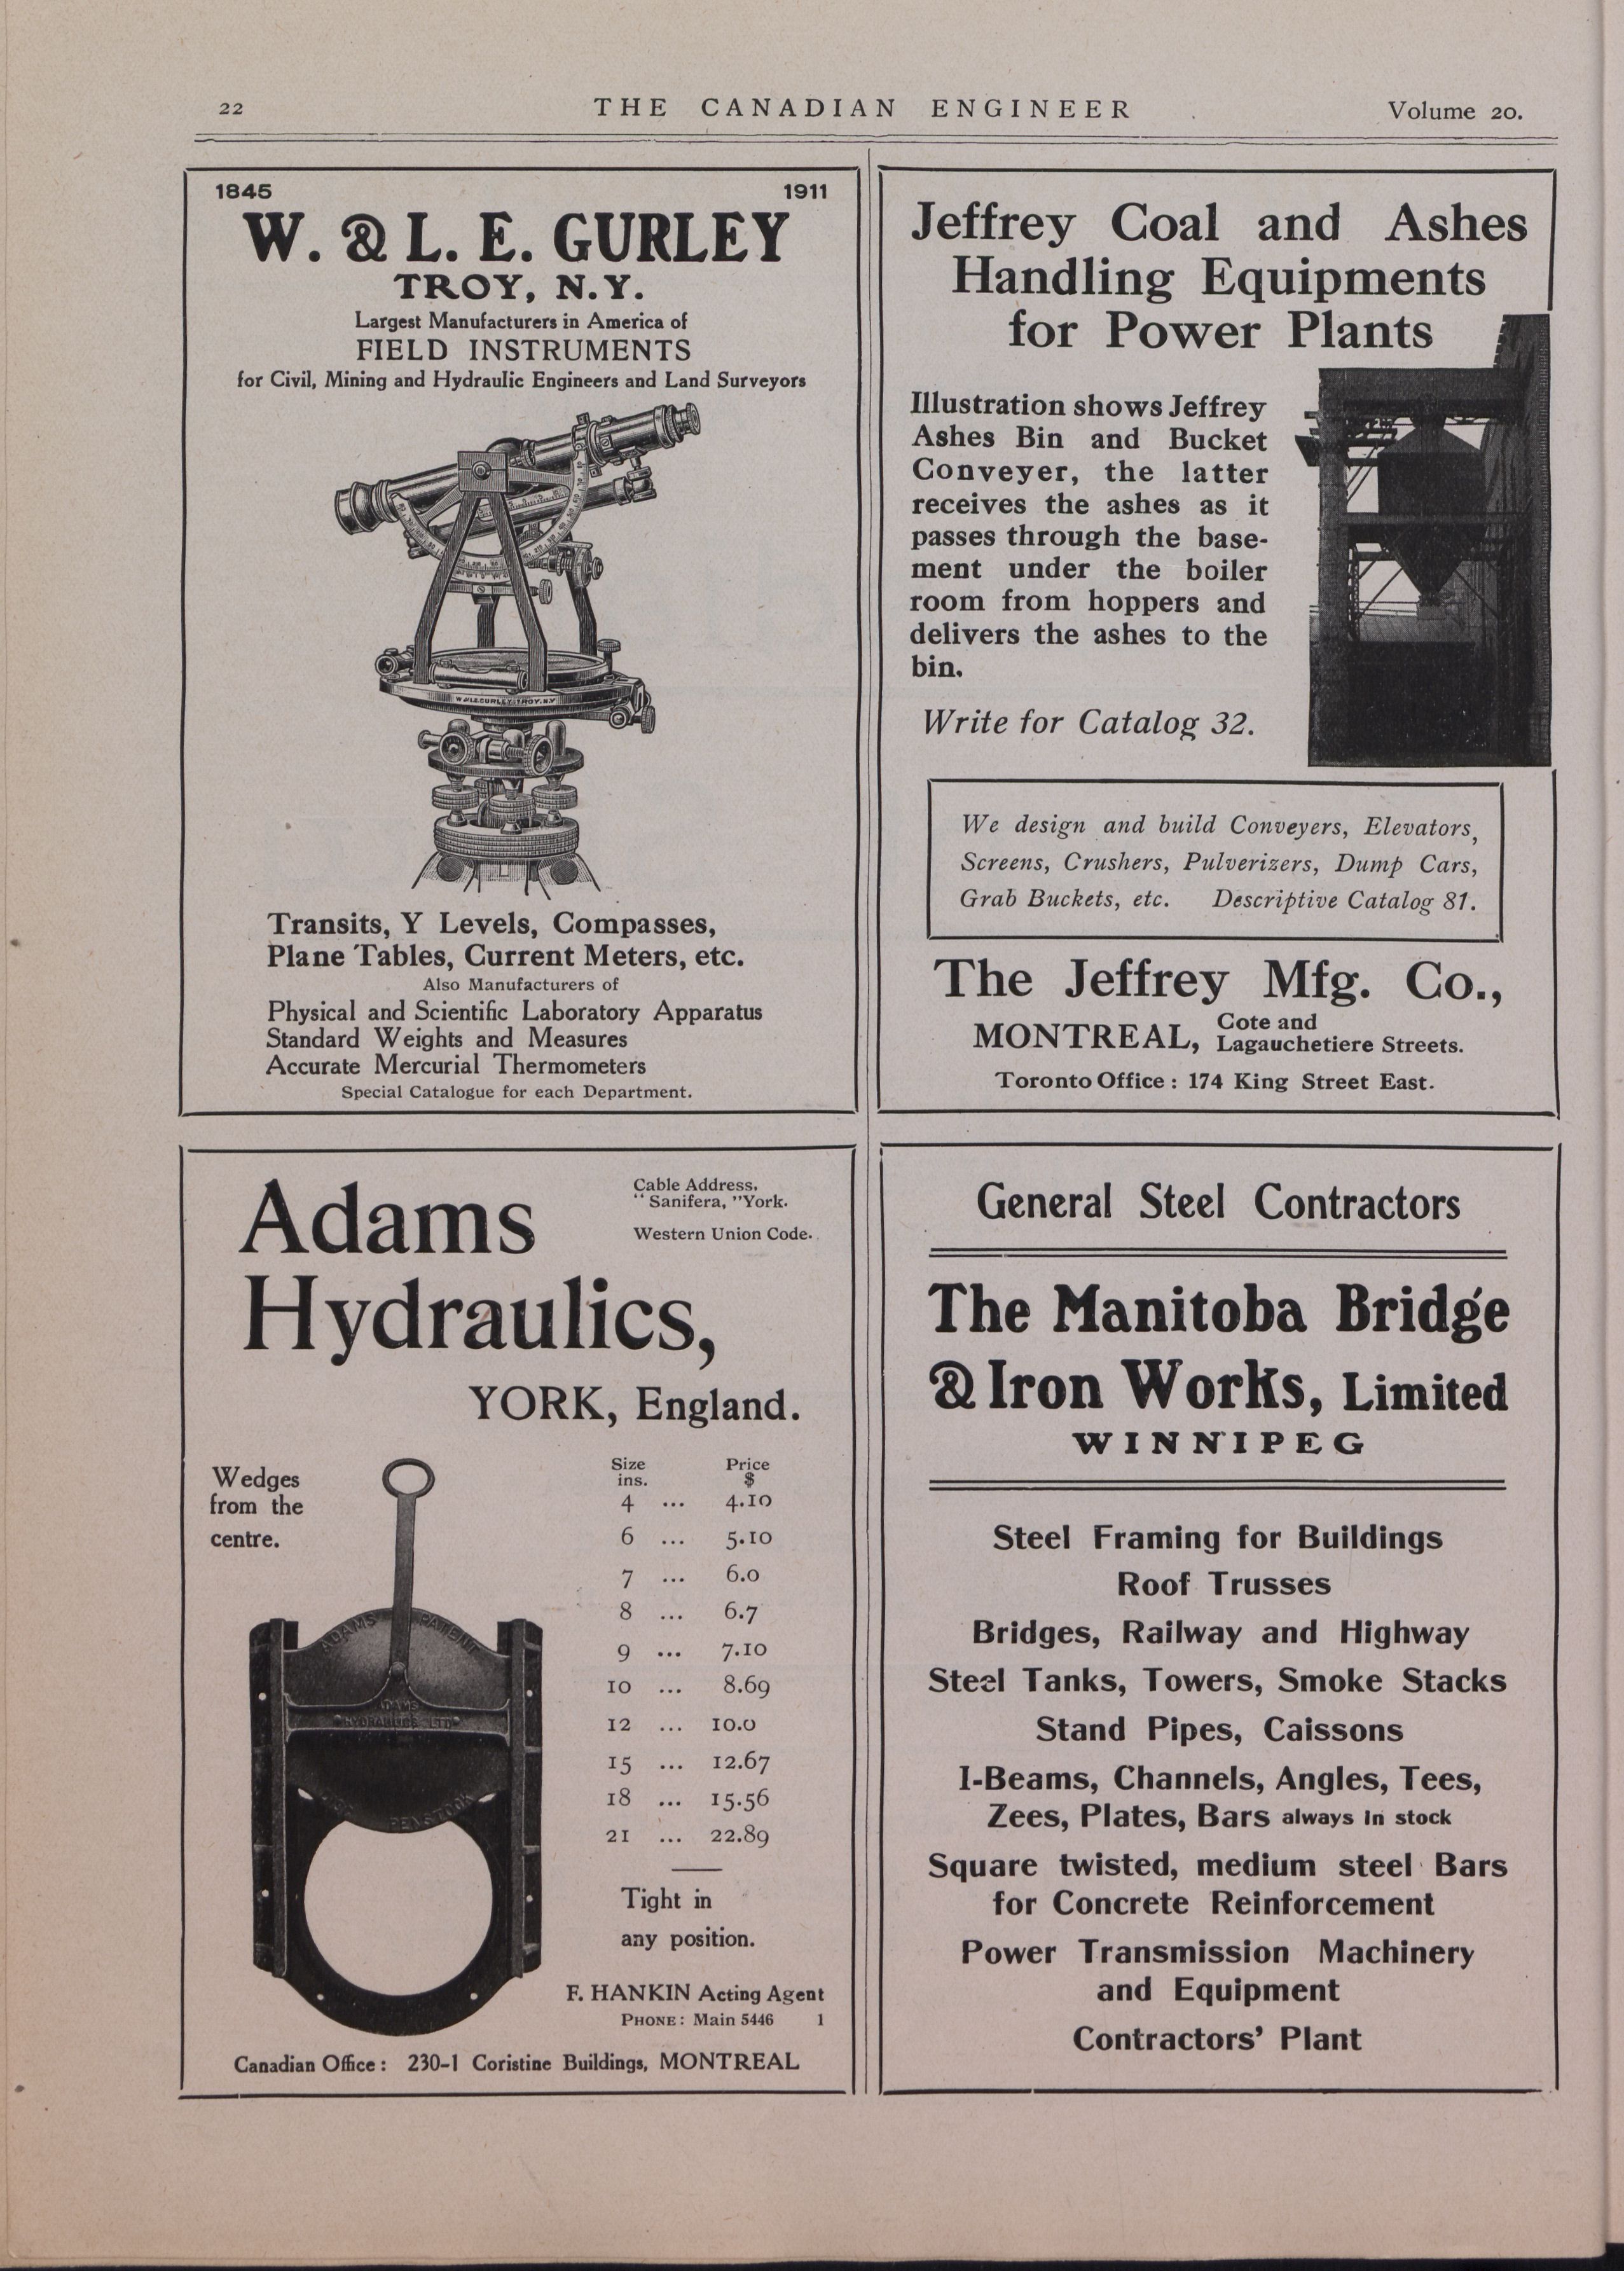 22 THE CANADIAN ENGINEER Volume 20.
1845 1911
W. & L. E. GURLEY
TROY, N.Y.
Largest Manufacturers in America of
FIELD INSTRUMENTS
for Civil, Mining and Hydraulic Engineers and Land Surveyors
W. & L.E. GURLEY, TROY, N.Y.
Transits, Y Levels, Compasses,
Plane Tables, Current Meters, etc.
Also Manufacturers of
Physical and Scientific Laboratory Apparatus
Standard Weights and Measures
Accurate Mercurial Thermometers
Special Catalogue for each Department.
Jeffrey Coal and Ashes
Handling Equipments
for Power Plants
Illustration shows Jeffrey
Ashes Bin and Bucket
Conveyer, the latter
receives the ashes as it
passes through the base-
ment under the boiler
room from hoppers and
delivers the ashes to the
bin.
Write for Catalog 32.
We design and build Conveyers, Elevators,
Screens, Crushers, Pulverizers, Dump Cars,
Grab Buckets, etc. Descriptive Catalog 81.
The Jeffrey Mfg. Co.,
MONTREAL, Cote and
Lagauchetiere Streets.
Toronto Office : 174 King Street East.
Adams
Cable Address,
" Sanifera, "York.
Western Union Code.
Hydraulics,
YORK, England.
Wedges
from the
centre.
ADAMS PATENT
ADAMS
HYDRAULICS LTD
PENSTOCK
Size Price
ins. $
4 ... 4.10
6 ... 5.10
7 ... 6.0
8 ... 6.7
9 ... 7.10
10 ... 8.69
12 ... 10.0
15 ... 12.67
18 ... 15.56
21 ... 22.89
Tight in
any position.
F. HANKIN Acting Agent
PHONE : Main 5446 1
Canadian Office : 230-1 Coristine Buildings, MONTREAL
General Steel Contractors
The Manitoba Bridge
& Iron Works, Limited
WINNIPEG
Steel Framing for Buildings
Roof Trusses
Bridges, Railway and Highway
Steel Tanks, Towers, Smoke Stacks
Stand Pipes, Caissons
I-Beams, Channels, Angles, Tees,
Zees, Plates, Bars always in stock
Square twisted, medium steel Bars
for Concrete Reinforcement
Power Transmission Machinery
and Equipment
Contractors' Plant